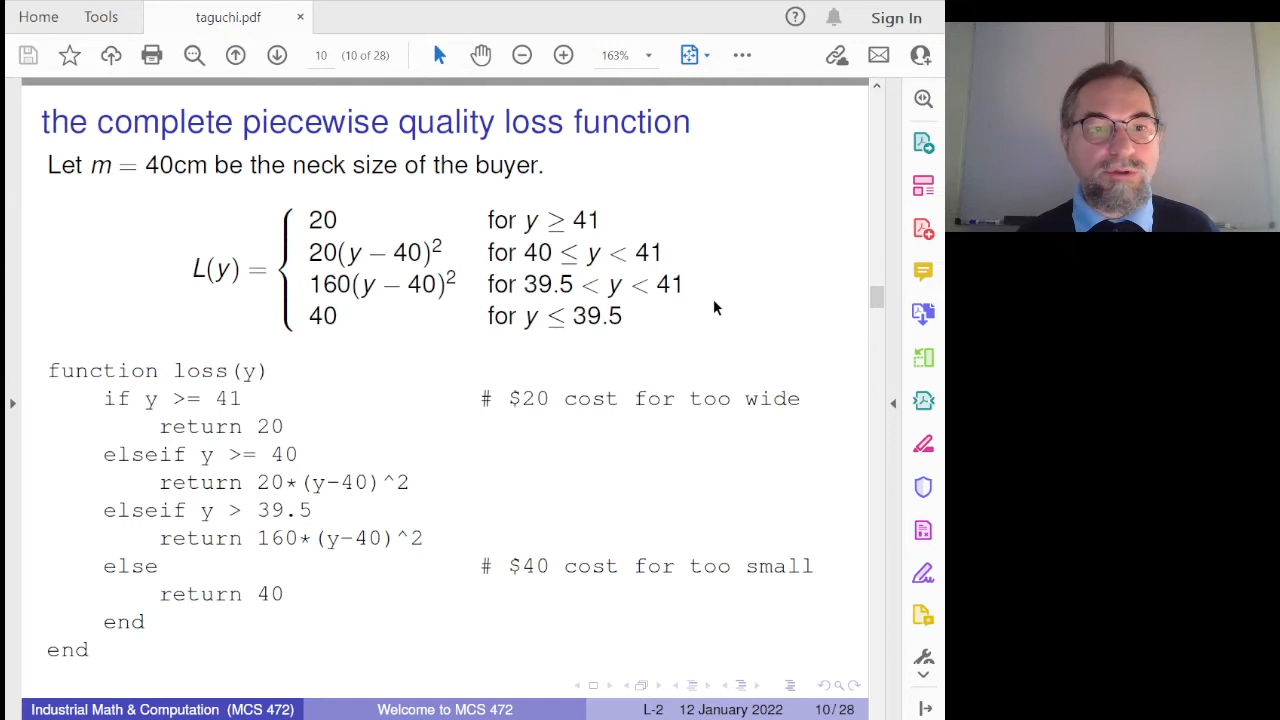 Home Tools taguchi.pdf × Sign In
10 (10 of 28) 163%
the complete piecewise quality loss function
Let m = 40cm be the neck size of the buyer.
20 for y ≥ 41
20(y − 40)² for 40 ≤ y < 41
L(y) =
160(y − 40)² for 39.5 < y < 41
40 for y ≤ 39.5
function loss(y)
if y >= 41 # $20 cost for too wide
return 20
elseif y >= 40
return 20*(y-40)^2
elseif y > 39.5
return 160*(y-40)^2
else # $40 cost for too small
return 40
end
end
Industrial Math & Computation (MCS 472) Welcome to MCS 472 L-2 12 January 2022 10/28